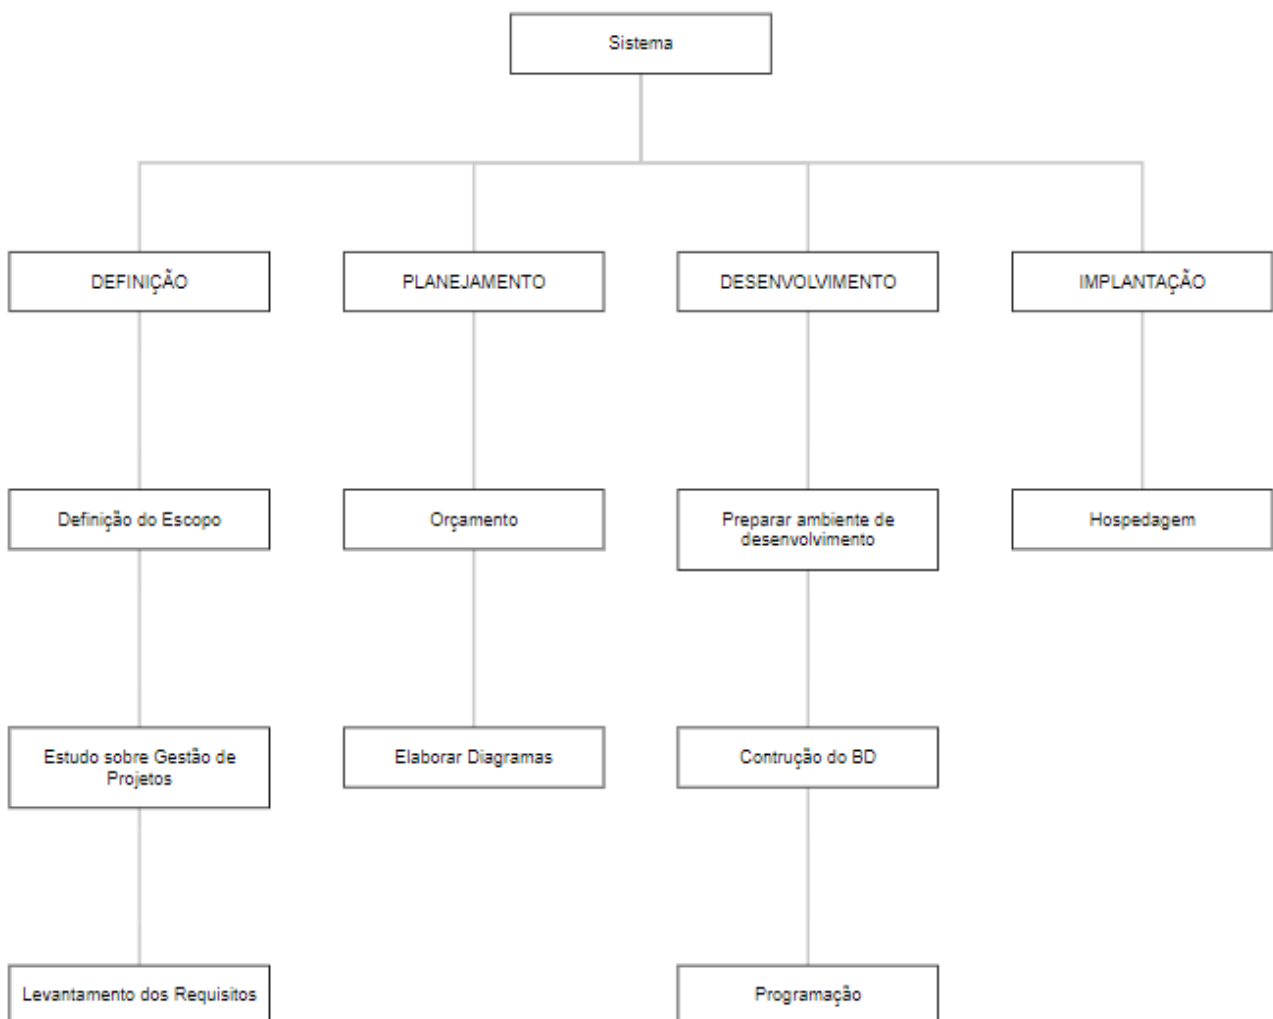 Sistema
DEFINIÇÃO
PLANEJAMENTO
DESENVOLVIMENTO
IMPLANTAÇÃO
Definição do Escopo
Orçamento
Preparar ambiente de
desenvolvimento
Hospedagem
Estudo sobre Gestão de
Projetos
Elaborar Diagramas
Contrução do BD
Levantamento dos Requisitos
Programação